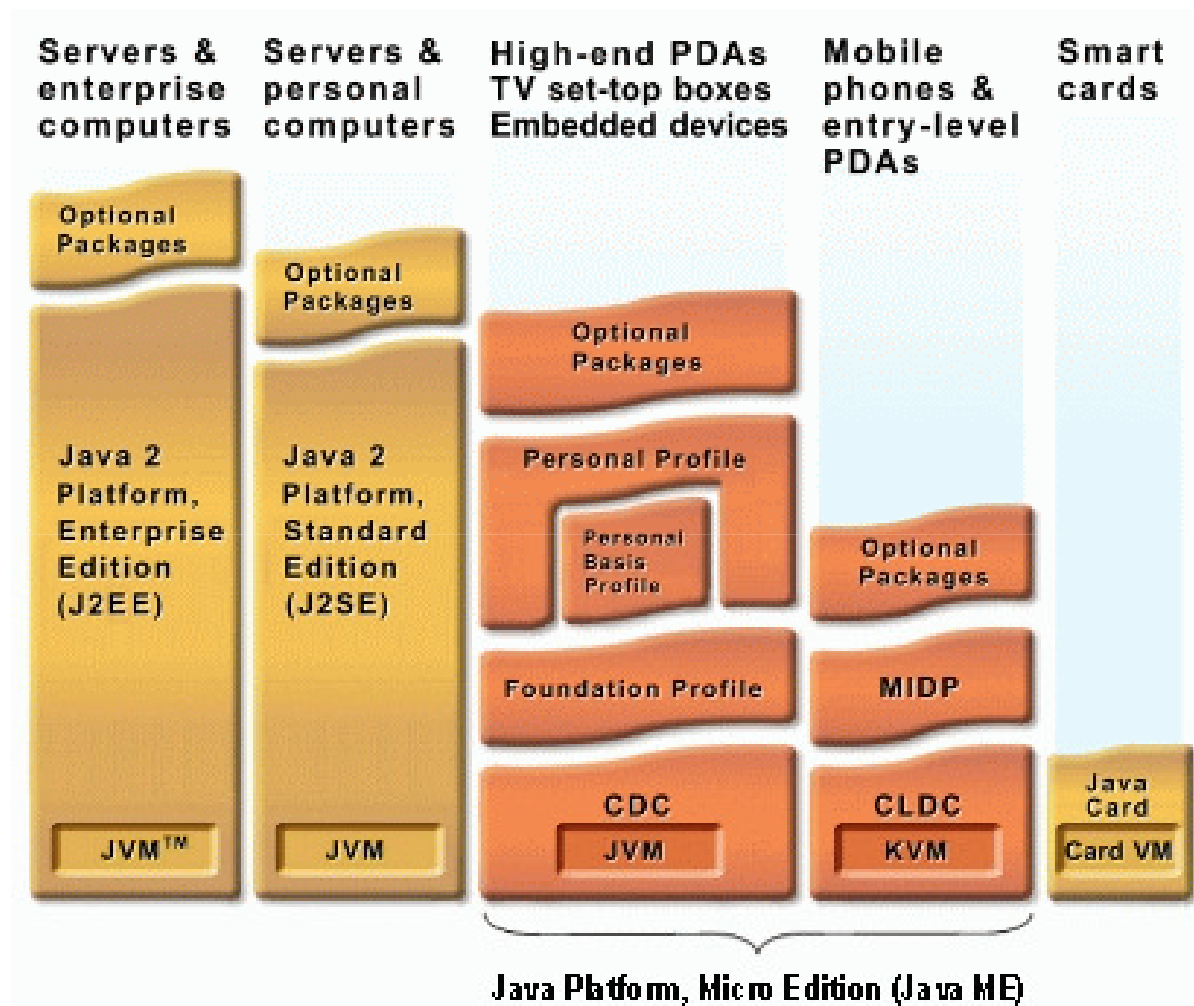 Servers &
enterprise
computers
Servers &
personal
computers
High-end PDAs
TV set-top boxes
Embedded devices
Mobile
phones &
entry-level
PDAs
Smart
cards
Optional
Packages
Java 2
Platform,
Enterprise
Edition
(J2EE)
JVM™
Optional
Packages
Java 2
Platform,
Standard
Edition
(J2SE)
JVM
Optional
Packages
Personal Profile
Personal
Basis
Profile
Foundation Profile
CDC
JVM
Optional
Packages
MIDP
CLDC
KVM
Java
Card
Card VM
Java Platform, Micro Edition (Java ME)